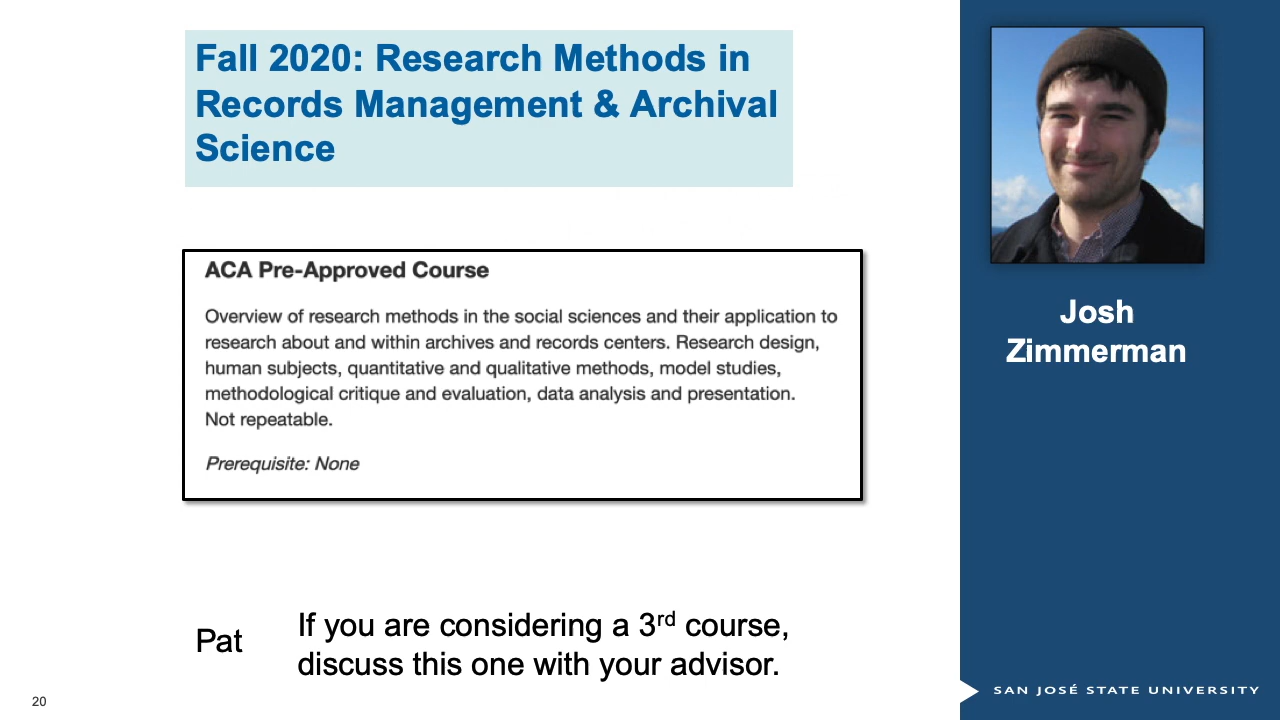 Fall 2020: Research Methods in
Records Management & Archival
Science
ACA Pre-Approved Course
Overview of research methods in the social sciences and their application to
research about and within archives and records centers. Research design,
human subjects, quantitative and qualitative methods, model studies,
methodological critique and evaluation, data analysis and presentation.
Not repeatable.
Prerequisite: None
Pat
If you are considering a 3rd course,
discuss this one with your advisor.
20
Josh
Zimmerman
SAN JOSÉ STATE UNIVERSITY